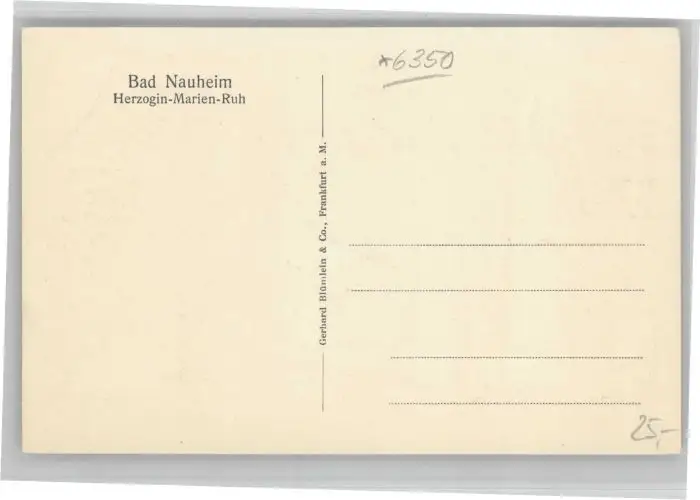 *6350
Bad Nauheim
Herzogin-Marien-Ruh
Gerhard Blümlein & Co., Frankfurt a. M.
25,-